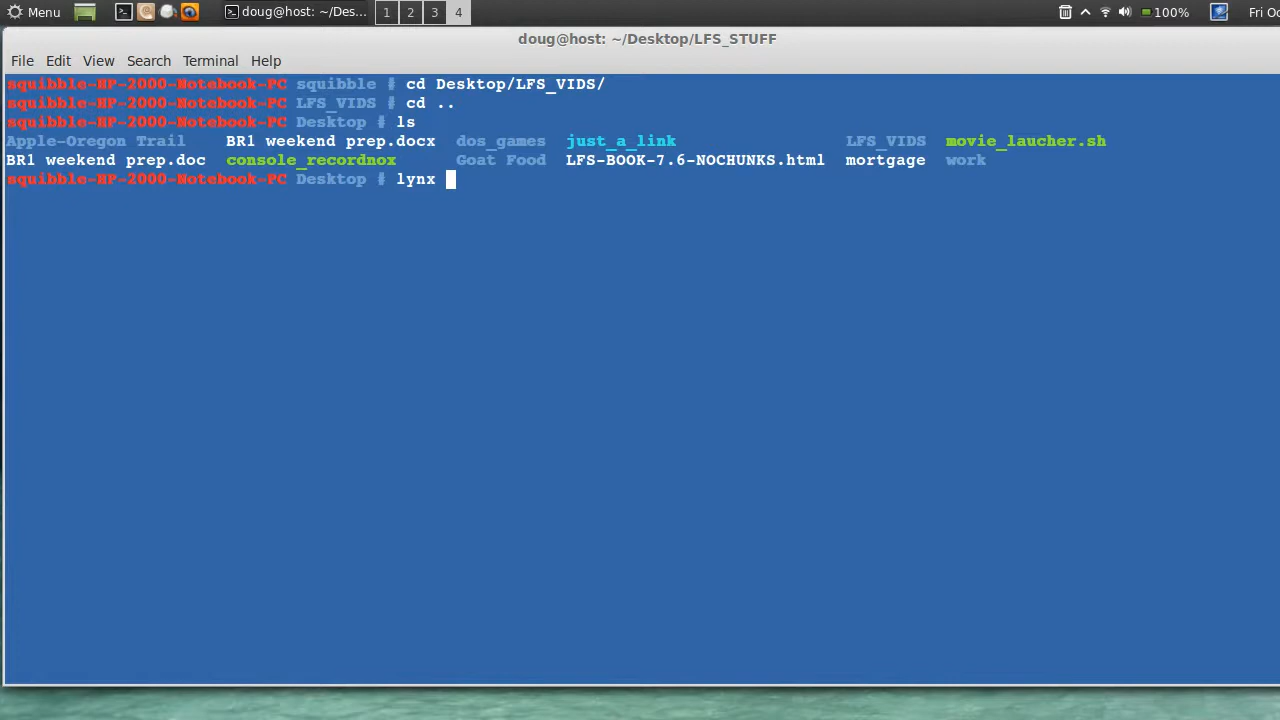 Menu doug@host: ~/Des... 1 2 3 4 100% Fri Oc
doug@host: ~/Desktop/LFS_STUFF
File Edit View Search Terminal Help
squibble-HP-2000-Notebook-PC squibble # cd Desktop/LFS_VIDS/
squibble-HP-2000-Notebook-PC LFS_VIDS # cd ..
squibble-HP-2000-Notebook-PC Desktop # ls
Apple-Oregon Trail BR1 weekend prep.docx dos_games just_a_link LFS_VIDS movie_laucher.sh
BR1 weekend prep.doc console_recordnox Goat Food LFS-BOOK-7.6-NOCHUNKS.html mortgage work
squibble-HP-2000-Notebook-PC Desktop # lynx